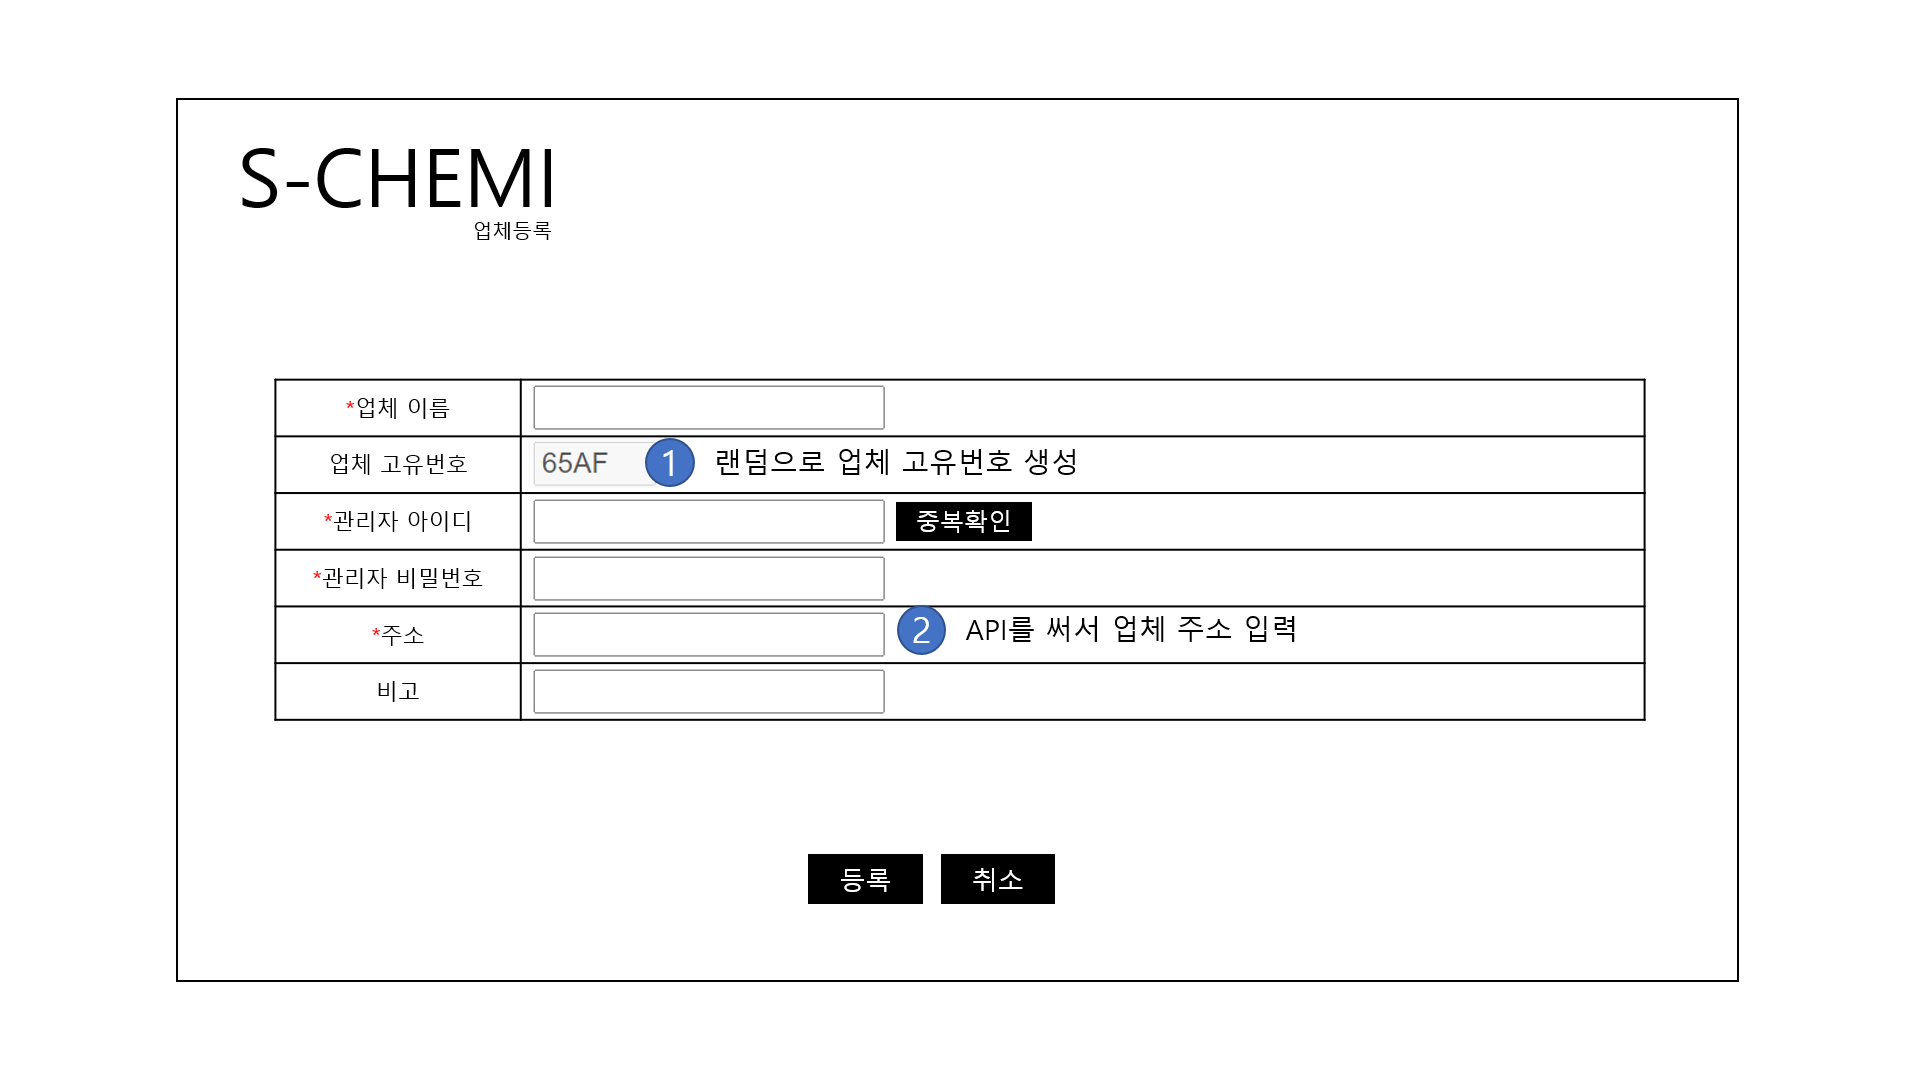 S-CHEMI
업체등록
*업체 이름
업체 고유번호 65AF 1 랜덤으로 업체 고유번호 생성
*관리자 아이디 중복확인
*관리자 비밀번호
*주소 2 API를 써서 업체 주소 입력
비고
등록 취소